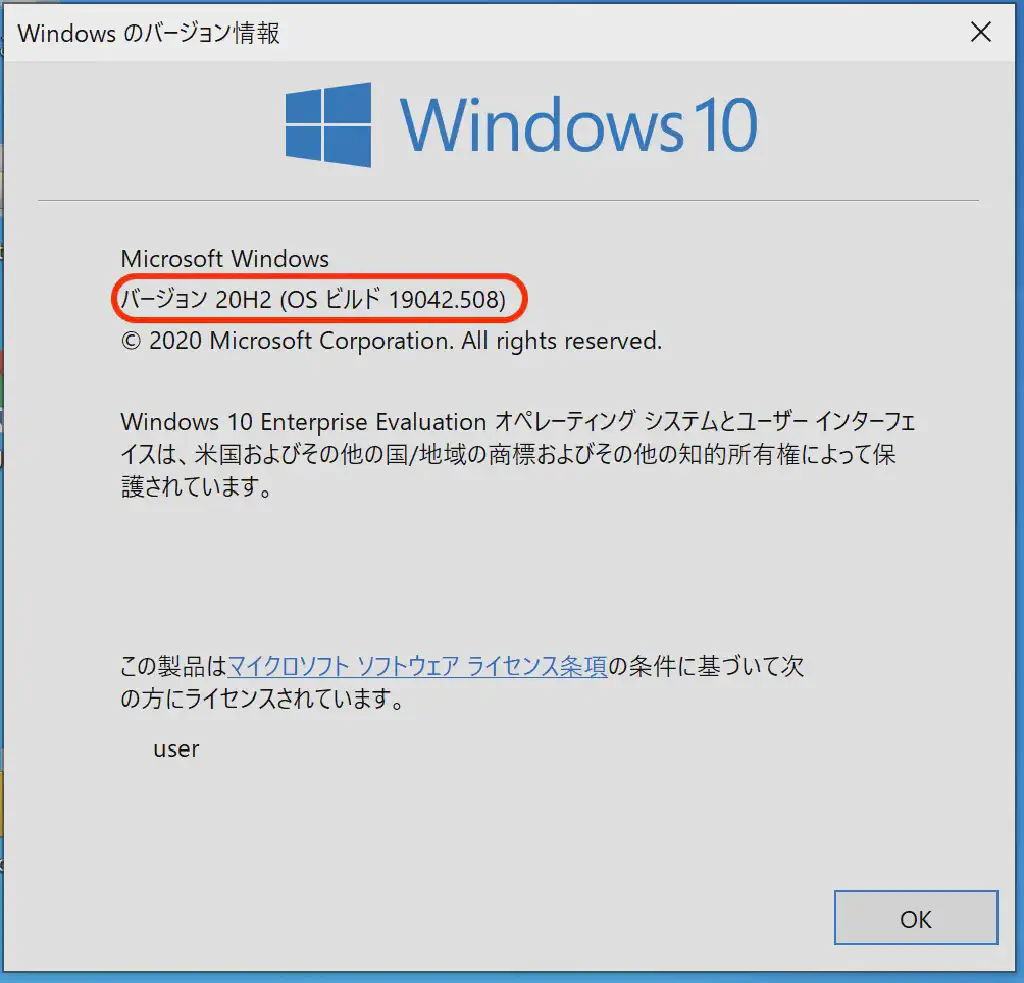 Windows のバージョン情報
Windows 10
Microsoft Windows
バージョン 20H2 (OS ビルド 19042.508)
© 2020 Microsoft Corporation. All rights reserved.
Windows 10 Enterprise Evaluation オペレーティング システムとユーザー インターフェ
イスは、米国およびその他の国/地域の商標およびその他の知的所有権によって保
護されています。
この製品はマイクロソフト ソフトウェア ライセンス条項の条件に基づいて次
の方にライセンスされています。
user
OK